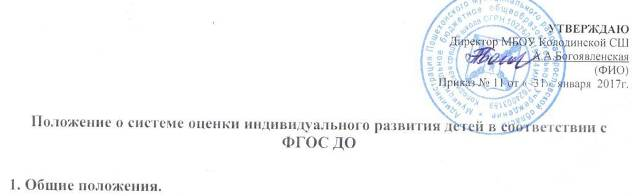 УТВЕРЖДАЮ
Директор МБОУ Колодинской СШ
А.А.Богоявленская
(ФИО)
Приказ № 11 от « 31» января 2017г.
Положение о системе оценки индивидуального развития детей в соответствии с
ФГОС ДО
1. Общие положения.